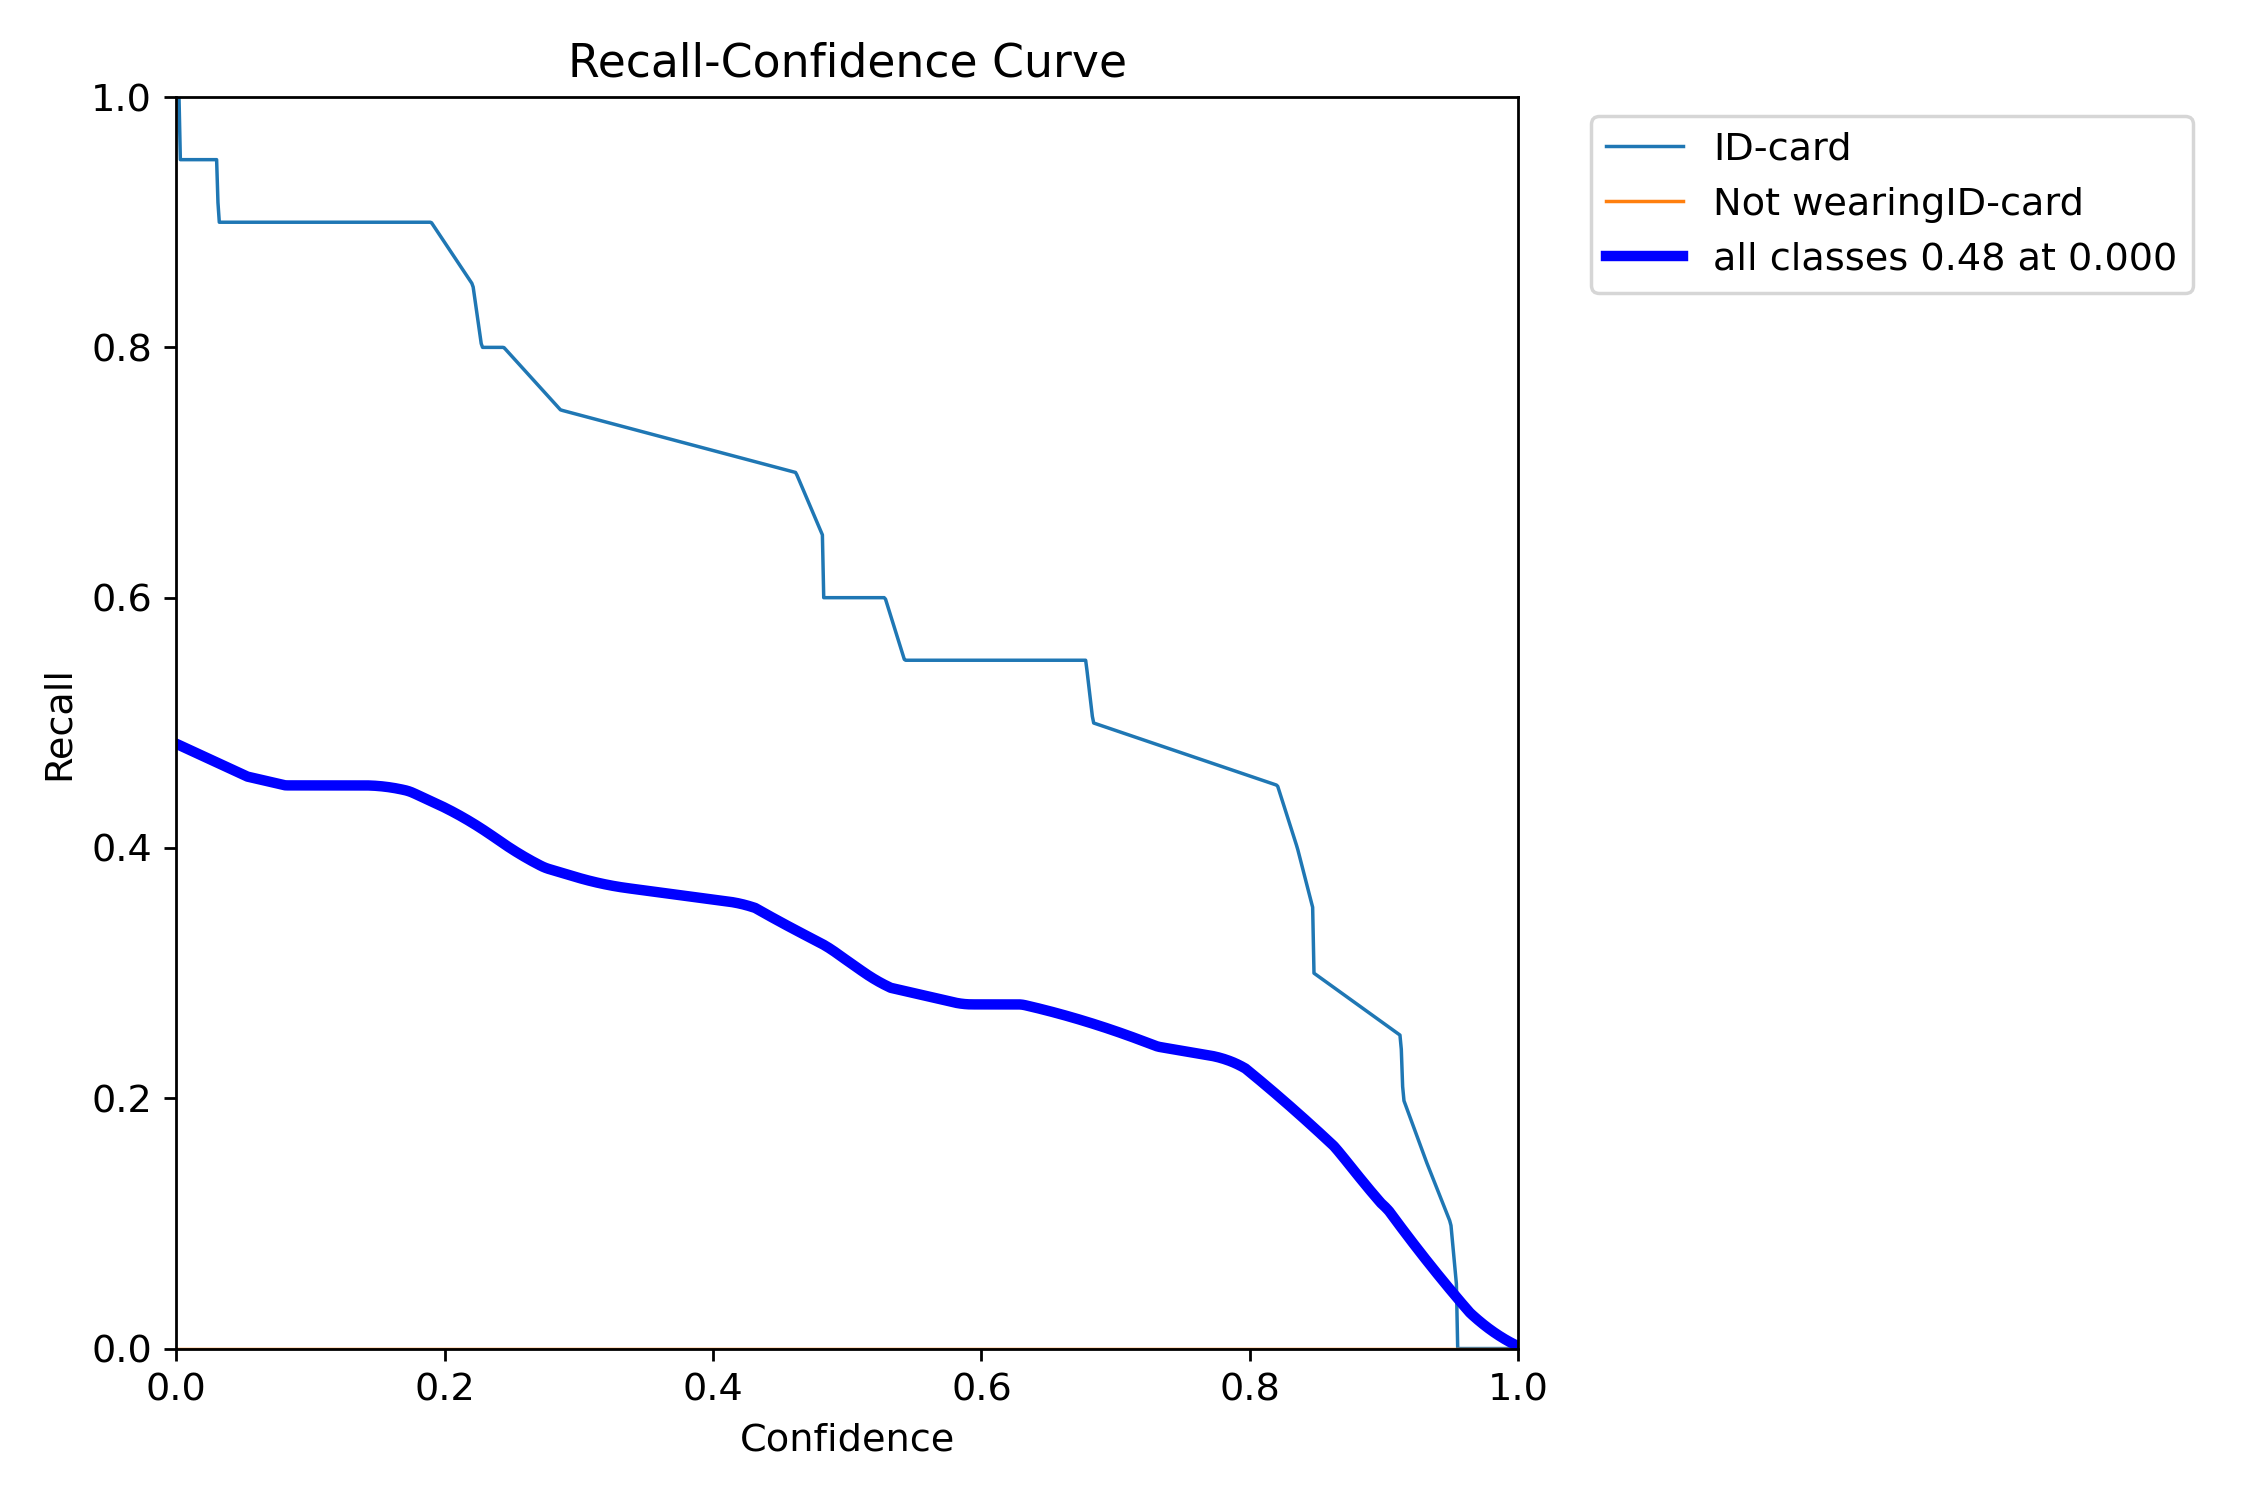 Recall-Confidence Curve
1.0
0.8
0.6
0.4
0.2
0.0
Recall
0.0 0.2 0.4 0.6 0.8 1.0
Confidence
ID-card
Not wearingID-card
all classes 0.48 at 0.000